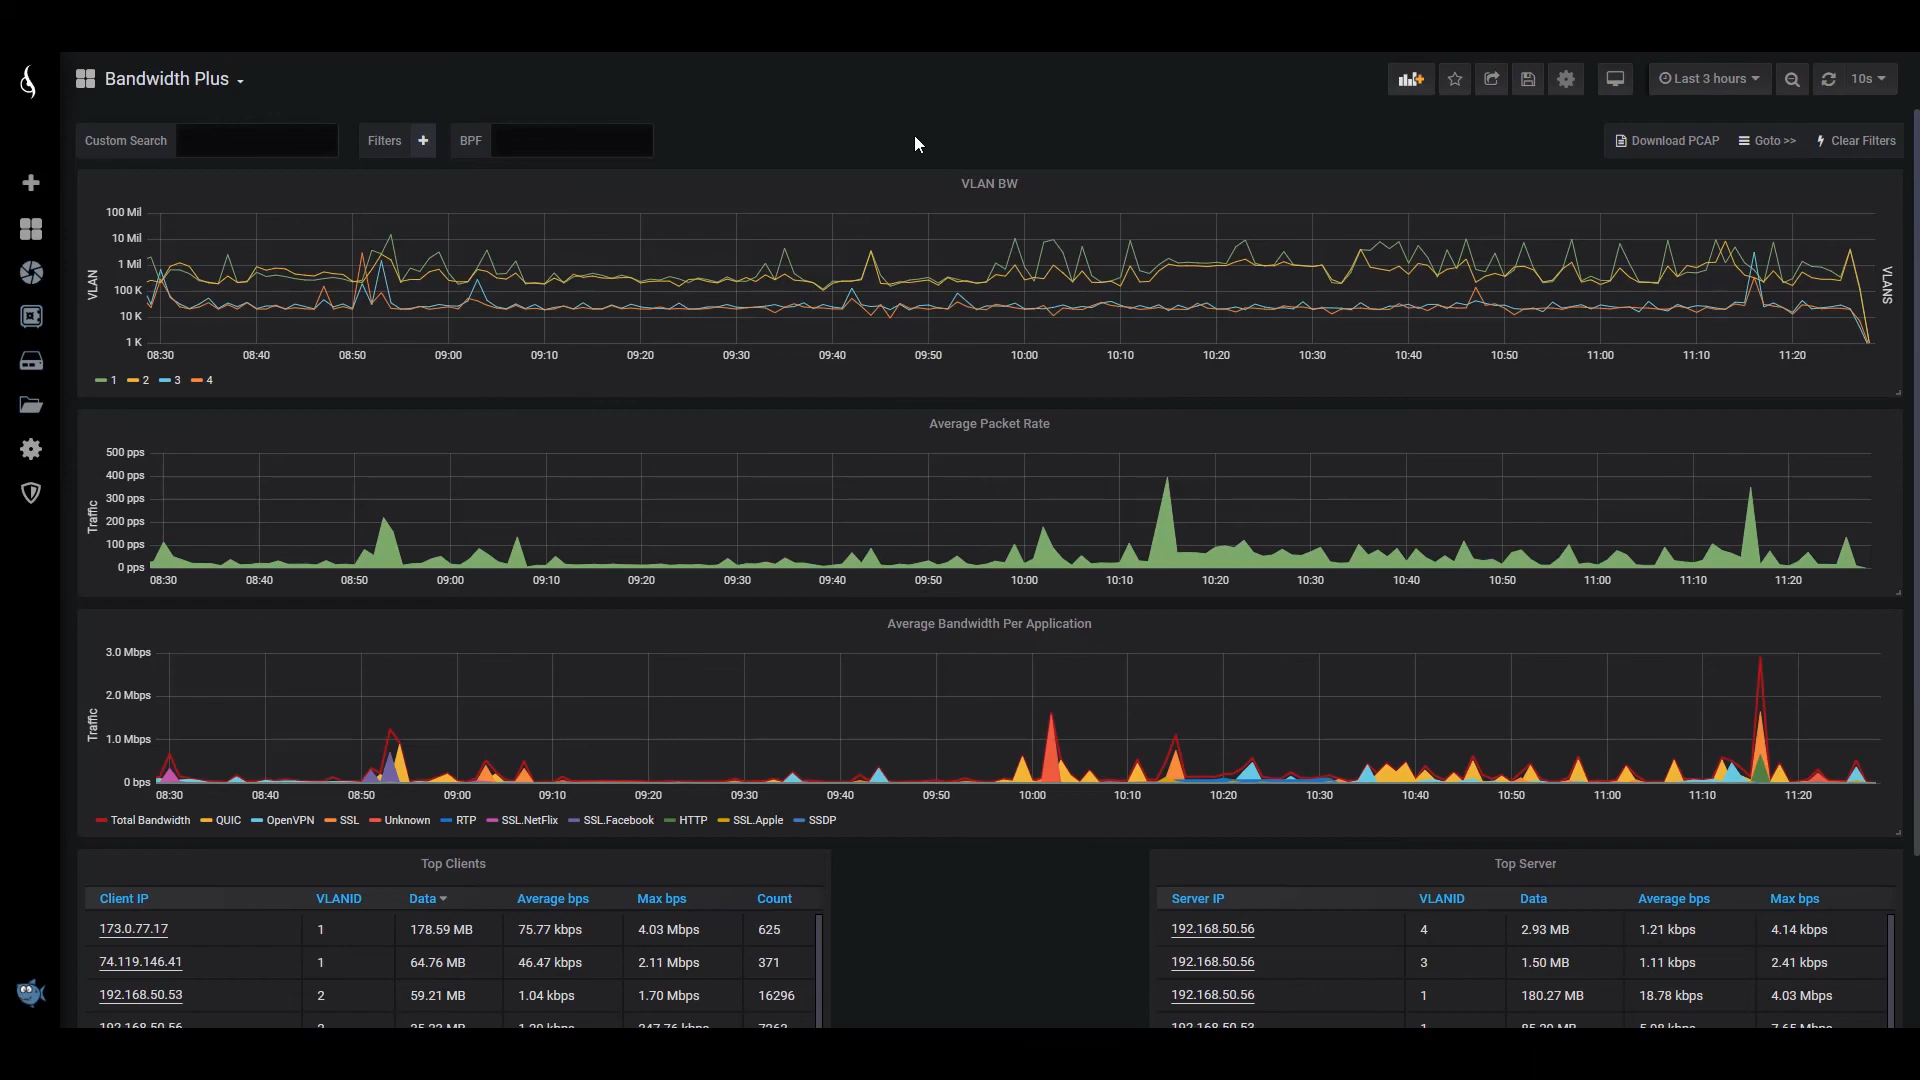 Bandwidth Plus
Last 3 hours
10s
Custom Search
Filters
+
BPF
Download PCAP
Goto >>
Clear Filters
VLAN BW
100 Mil
10 Mil
1 Mil
100 K
10 K
1 K
VLAN
VLANS
08:30 08:40 08:50 09:00 09:10 09:20 09:30 09:40 09:50 10:00 10:10 10:20 10:30 10:40 10:50 11:00 11:10 11:20
1 2 3 4
Average Packet Rate
500 pps
400 pps
300 pps
200 pps
100 pps
0 pps
Traffic
08:30 08:40 08:50 09:00 09:10 09:20 09:30 09:40 09:50 10:00 10:10 10:20 10:30 10:40 10:50 11:00 11:10 11:20
Average Bandwidth Per Application
3.0 Mbps
2.0 Mbps
1.0 Mbps
0 bps
Traffic
08:30 08:40 08:50 09:00 09:10 09:20 09:30 09:40 09:50 10:00 10:10 10:20 10:30 10:40 10:50 11:00 11:10 11:20
Total Bandwidth QUIC OpenVPN SSL Unknown RTP SSL.NetFlix SSL.Facebook HTTP SSL.Apple SSDP
Top Clients
Client IP VLANID Data Average bps Max bps Count
173.0.77.17 1 178.59 MB 75.77 kbps 4.03 Mbps 625
74.119.146.41 1 64.76 MB 46.47 kbps 2.11 Mbps 371
192.168.50.53 2 59.21 MB 1.04 kbps 1.70 Mbps 16296
Top Server
Server IP VLANID Data Average bps Max bps
192.168.50.56 4 2.93 MB 1.21 kbps 4.14 kbps
192.168.50.56 3 1.50 MB 1.11 kbps 2.41 kbps
192.168.50.56 1 180.27 MB 18.78 kbps 4.03 Mbps